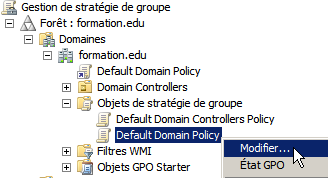 Gestion de stratégie de groupe
Forêt : formation.edu
Domaines
formation.edu
Default Domain Policy
Domain Controllers
Objets de stratégie de groupe
Default Domain Controllers Policy
Default Domain Policy
Modifier...
Filtres WMI
État GPO
Objets GPO Starter